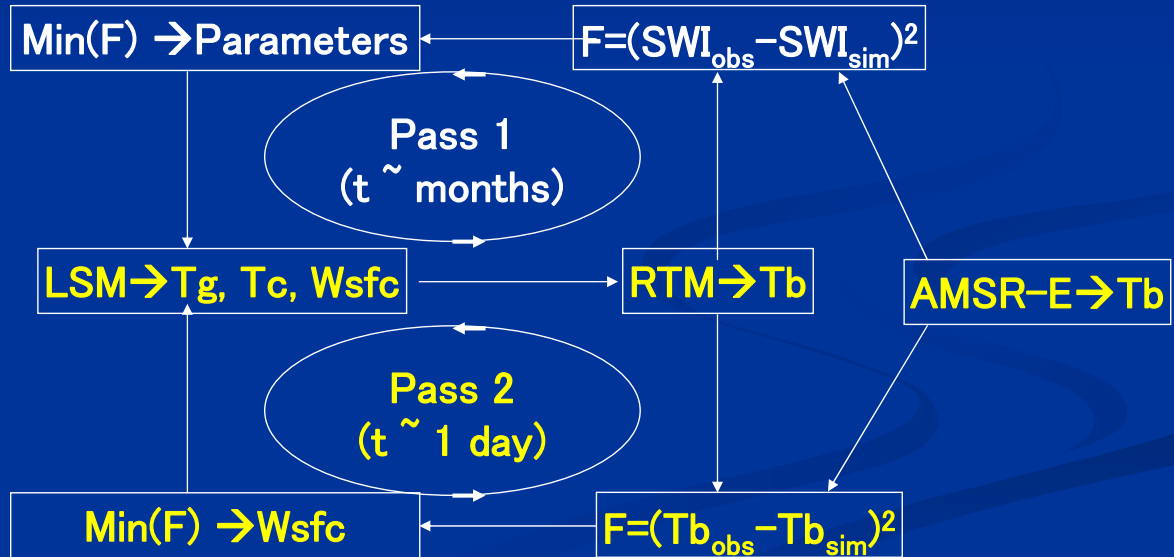 Min(F) →Parameters
F=(SWIobs-SWIsim)2
Pass 1
(t ~ months)
LSM→Tg, Tc, Wsfc
RTM→Tb
AMSR-E→Tb
Pass 2
(t ~ 1 day)
Min(F) →Wsfc
F=(Tbobs-Tbsim)2